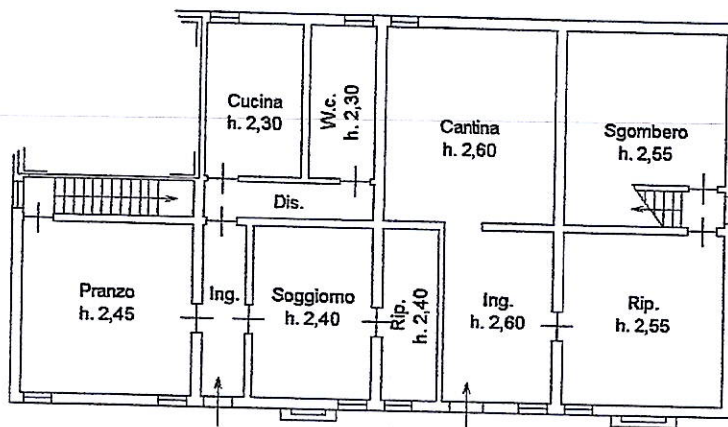 Cucina
h. 2,30
W.c.
h. 2,30
Cantina
h. 2,60
Sgombero
h. 2,55
Dis.
Pranzo
h. 2,45
Ing.
Soggiorno
h. 2,40
Rip.
h. 2,40
Ing.
h. 2,60
Rip.
h. 2,55